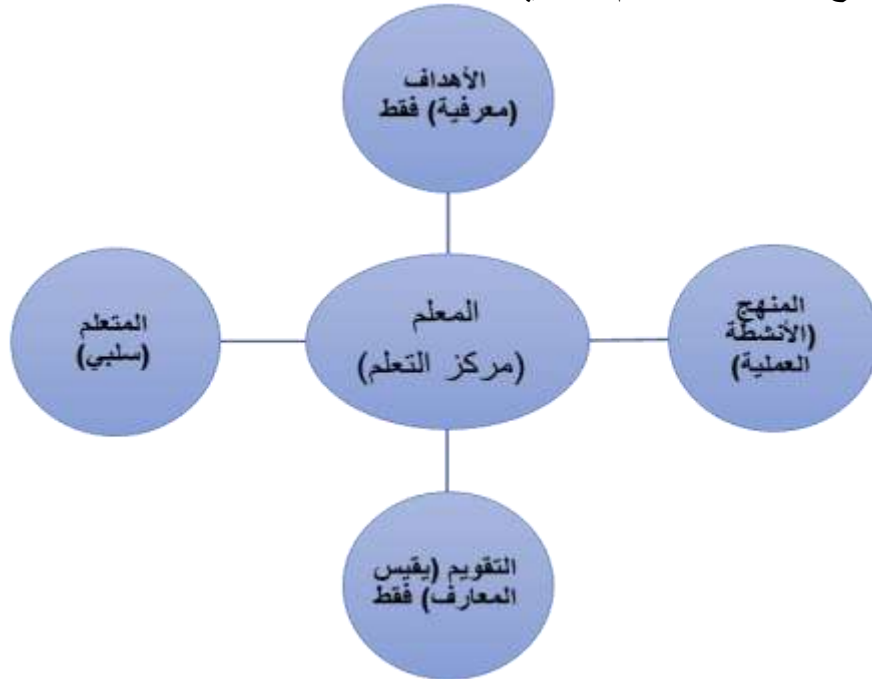 الأهداف
(معرفية) فقط
المنهج
(الأنشطة
العملية)
المعلم
(مركز التعلم)
المتعلم
(سلبي)
التقويم (يقيس
المعارف) فقط